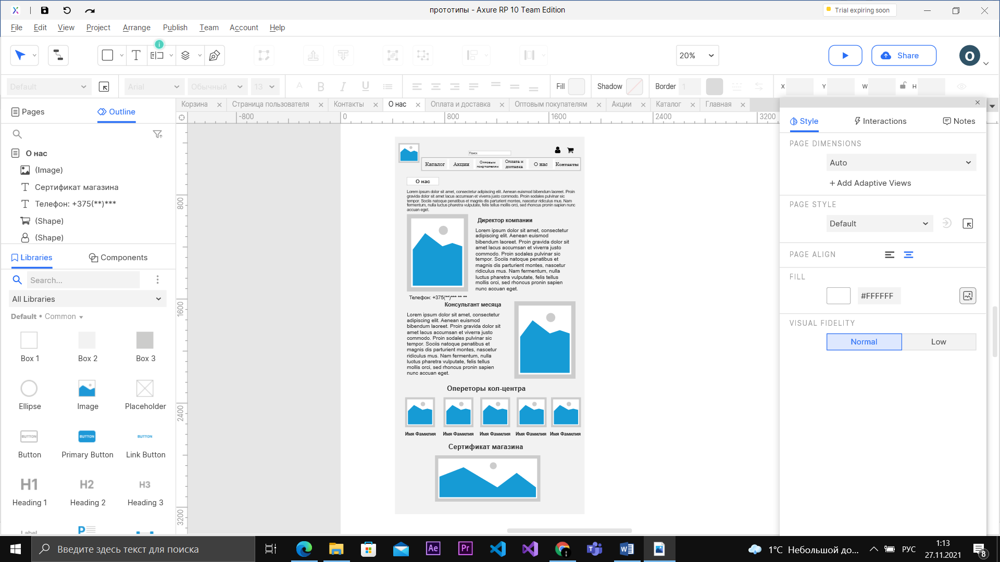 прототипы - Axure RP 10 Team Edition
Trial expiring soon
File Edit View Project Arrange Publish Team Account Help
20%
Share
O
Default
Arial
Обычный
13
Fill
Shadow
Border
1
X
Y
W
H
Корзина
Страница пользователя
Контакты
О нас
Оплата и доставка
Оптовым покупателям
Акции
Каталог
Главная
Pages
Outline
О нас
(Image)
Сертификат магазина
Телефон: +375(**)***
(Shape)
(Shape)
Libraries
Components
Search...
All Libraries
Default • Common
Box 1
Box 2
Box 3
Ellipse
Image
Placeholder
BUTTON
BUTTON
BUTTON
Button
Primary Button
Link Button
H1
H2
H3
Heading 1
Heading 2
Heading 3
Label
P
-800
0
800
1600
2400
3200
800
1600
2400
3200
Поиск
Каталог
Акции
Оптовым
покупателям
Оплата и
доставка
О нас
Контакты
О нас
Lorem ipsum dolor sit amet, consectetur adipiscing elit. Aenean euismod bibendum laoreet. Proin
gravida dolor sit amet lacus accumsan et viverra justo commodo. Proin sodales pulvinar sic
tempor. Sociis natoque penatibus et magnis dis parturient montes, nascetur ridiculus mus. Nam
fermentum, nulla luctus pharetra vulputate, felis tellus mollis orci, sed rhoncus pronin sapien nunc
accuan eget.
Директор компании
Lorem ipsum dolor sit amet, consectetur
adipiscing elit. Aenean euismod
bibendum laoreet. Proin gravida dolor sit
amet lacus accumsan et viverra justo
commodo. Proin sodales pulvinar sic
tempor. Sociis natoque penatibus et
magnis dis parturient montes, nascetur
ridiculus mus. Nam fermentum, nulla
luctus pharetra vulputate, felis tellus
mollis orci, sed rhoncus pronin sapien
nunc accuan eget.
Телефон: +375(**)*** ** **
Консультант месяца
Lorem ipsum dolor sit amet, consectetur
adipiscing elit. Aenean euismod
bibendum laoreet. Proin gravida dolor sit
amet lacus accumsan et viverra justo
commodo. Proin sodales pulvinar sic
tempor. Sociis natoque penatibus et
magnis dis parturient montes, nascetur
ridiculus mus. Nam fermentum, nulla
luctus pharetra vulputate, felis tellus
mollis orci, sed rhoncus pronin sapien
nunc accuan eget.
Опереторы кол-центра
Имя Фамилия
Имя Фамилия
Имя Фамилия
Имя Фамилия
Имя Фамилия
Сертификат магазина
Style
Interactions
Notes
PAGE DIMENSIONS
Auto
+ Add Adaptive Views
PAGE STYLE
Default
PAGE ALIGN
FILL
#FFFFFF
VISUAL FIDELITY
Normal
Low
Введите здесь текст для поиска
Ae
Pr
1°C Небольшой до...
РУС
1:13
27.11.2021
8